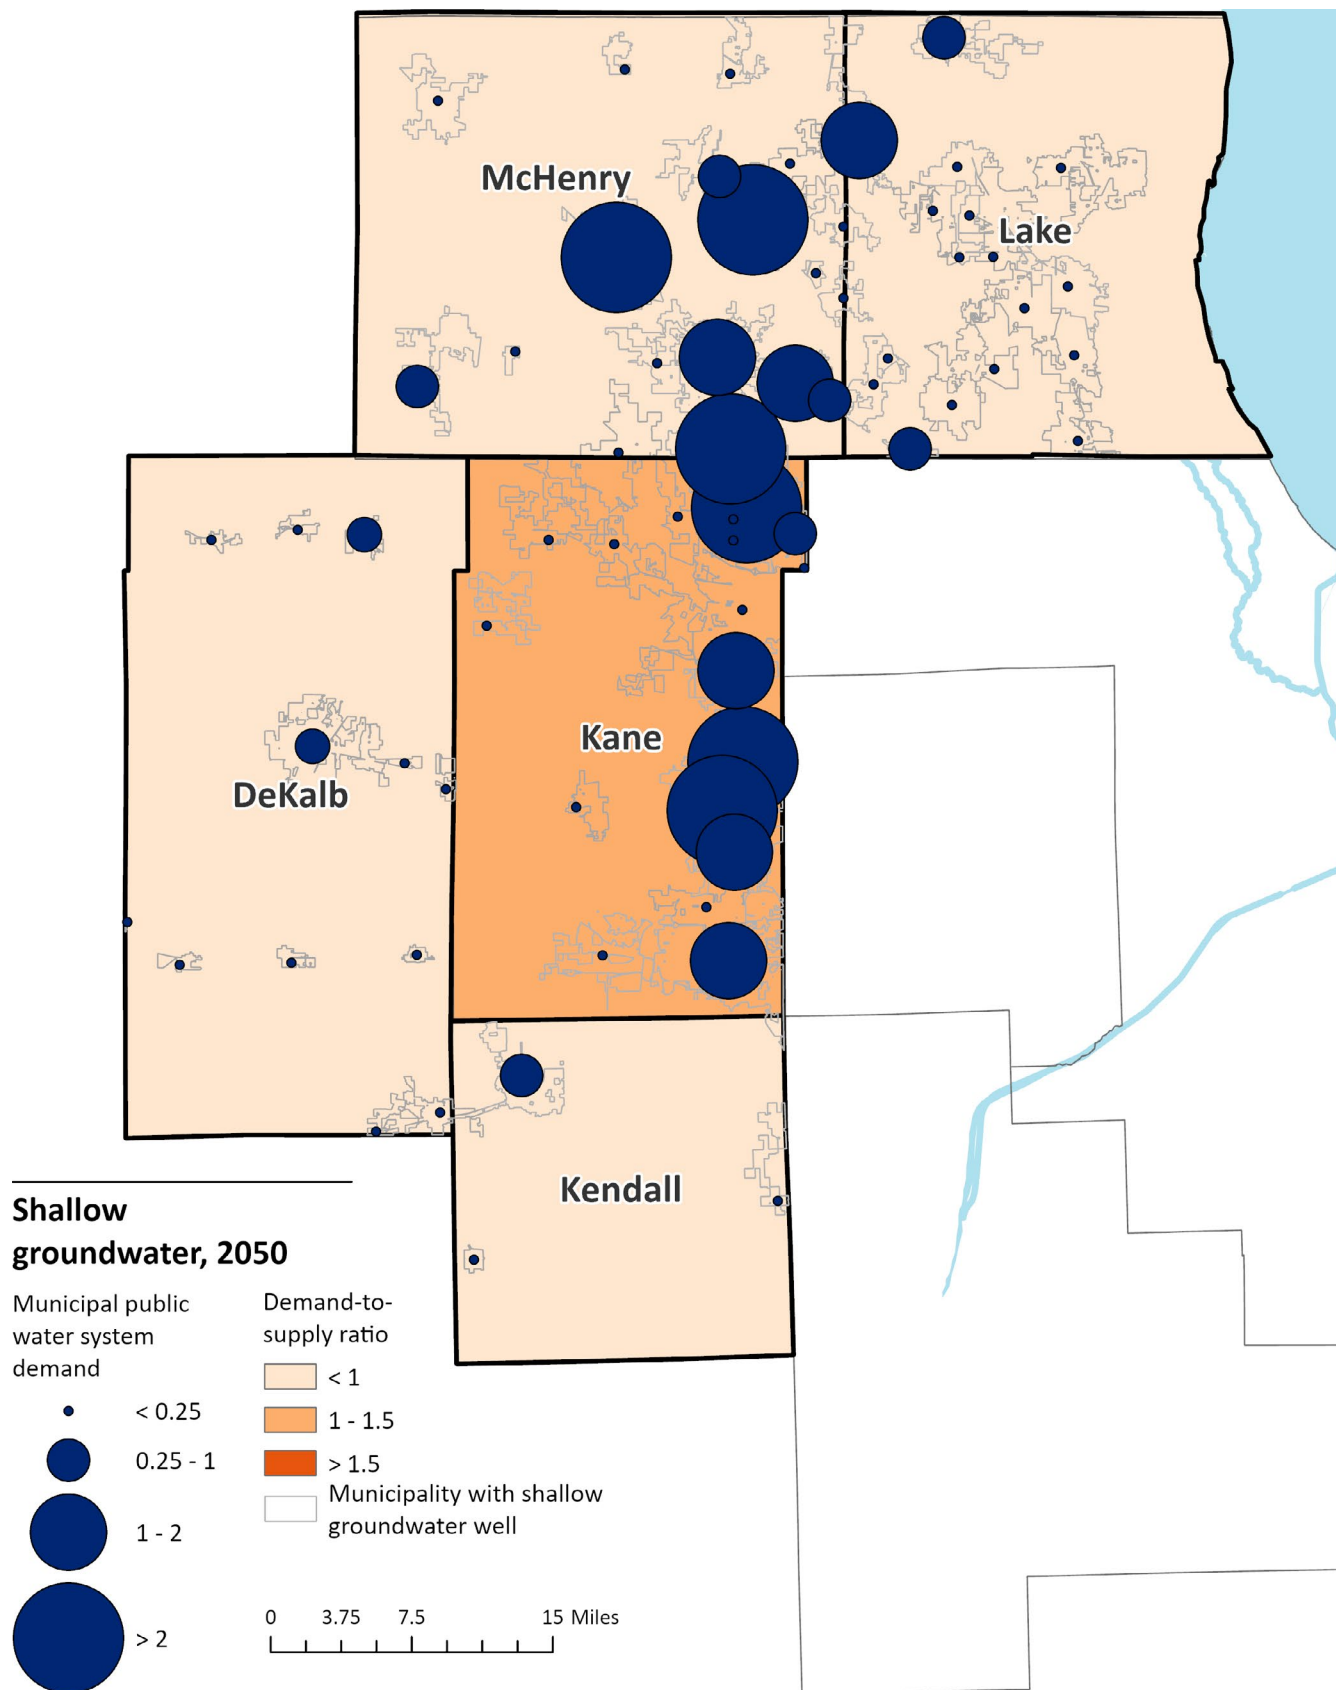 McHenry
Lake
Kane
DeKalb
Kendall
Shallow
groundwater, 2050
Municipal public
water system
demand
< 0.25
0.25 - 1
1 - 2
> 2
Demand-to-
supply ratio
< 1
1 - 1.5
> 1.5
Municipality with shallow
groundwater well
0 3.75 7.5 15 Miles